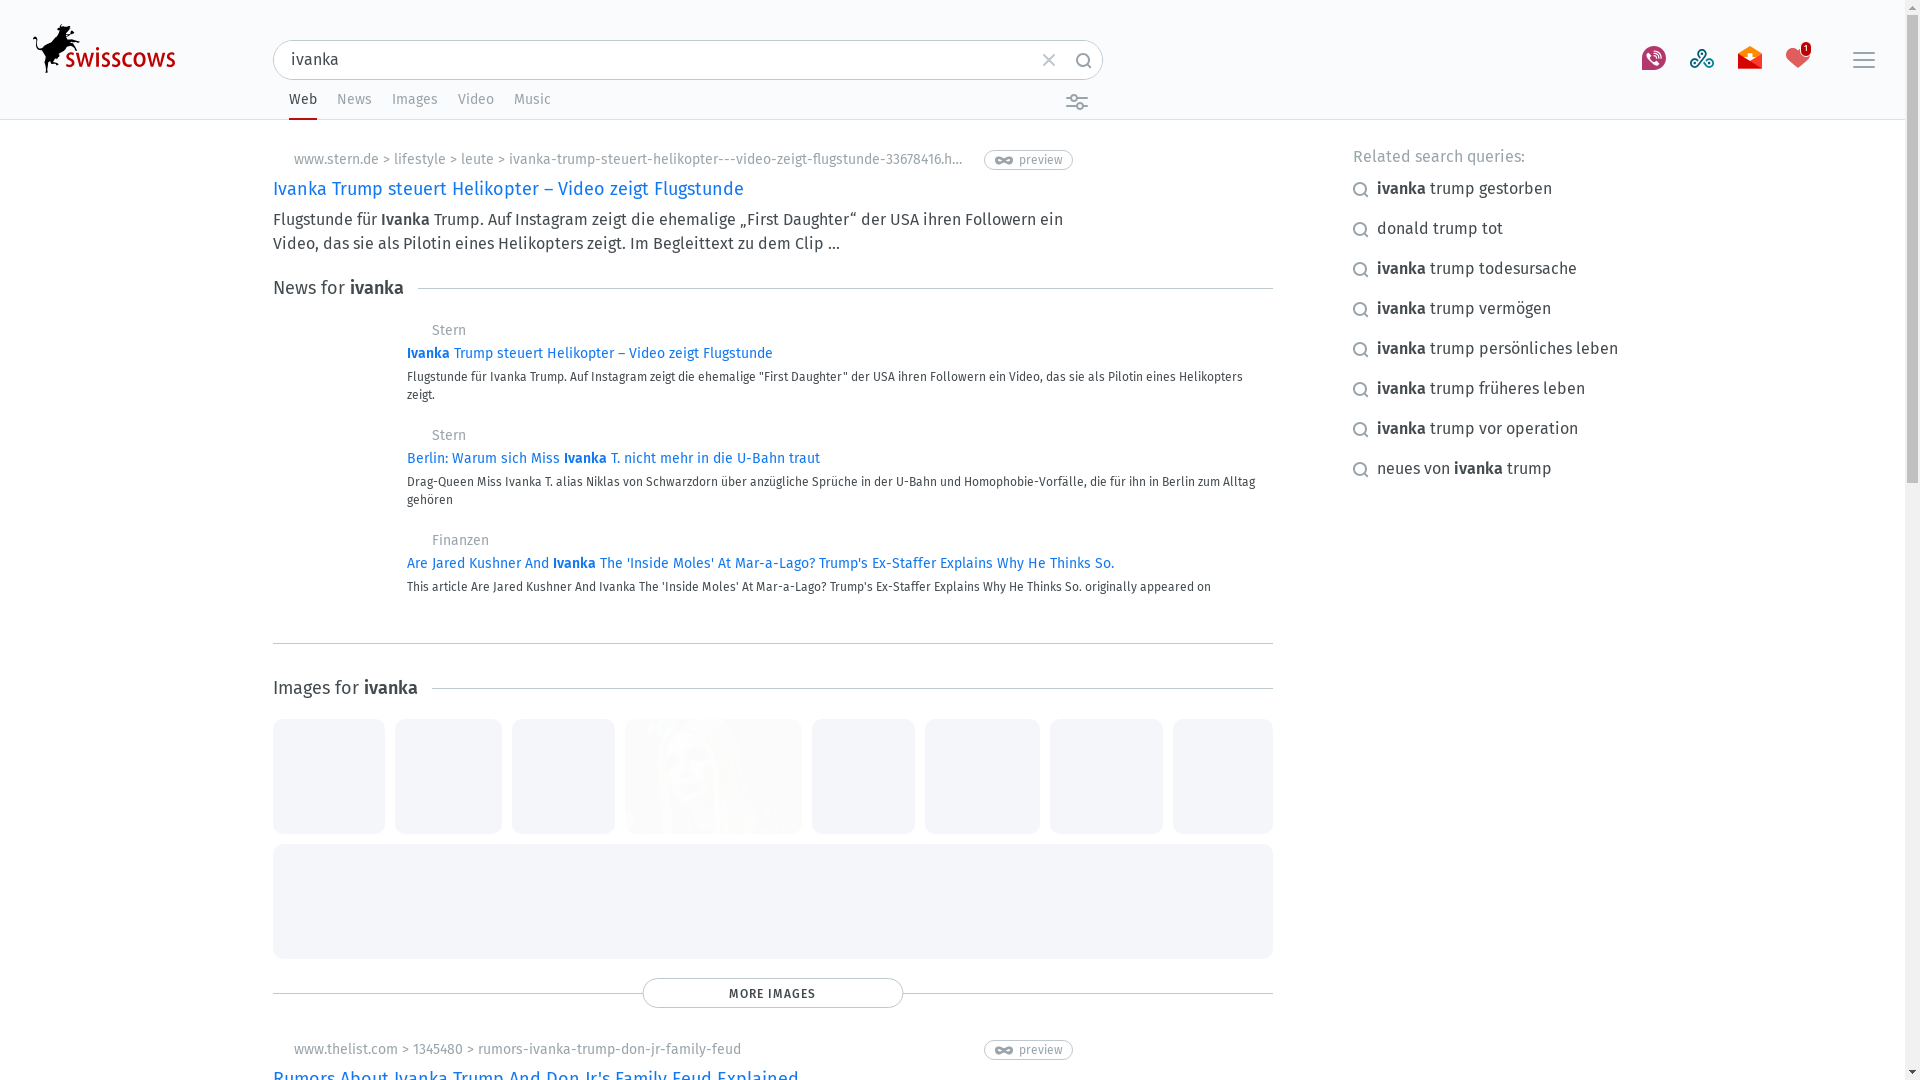 swisscows
ivanka
1
Web News Images Video Music
www.stern.de > lifestyle > leute > ivanka-trump-steuert-helikopter---video-zeigt-flugstunde-33678416.h...
preview
Ivanka Trump steuert Helikopter – Video zeigt Flugstunde
Flugstunde für Ivanka Trump. Auf Instagram zeigt die ehemalige „First Daughter“ der USA ihren Followern ein
Video, das sie als Pilotin eines Helikopters zeigt. Im Begleittext zu dem Clip ...
News for ivanka
Stern
Ivanka Trump steuert Helikopter – Video zeigt Flugstunde
Flugstunde für Ivanka Trump. Auf Instagram zeigt die ehemalige "First Daughter" der USA ihren Followern ein Video, das sie als Pilotin eines Helikopters
zeigt.
Stern
Berlin: Warum sich Miss Ivanka T. nicht mehr in die U-Bahn traut
Drag-Queen Miss Ivanka T. alias Niklas von Schwarzdorn über anzügliche Sprüche in der U-Bahn und Homophobie-Vorfälle, die für ihn in Berlin zum Alltag
gehören
Finanzen
Are Jared Kushner And Ivanka The 'Inside Moles' At Mar-a-Lago? Trump's Ex-Staffer Explains Why He Thinks So.
This article Are Jared Kushner And Ivanka The 'Inside Moles' At Mar-a-Lago? Trump's Ex-Staffer Explains Why He Thinks So. originally appeared on
Images for ivanka
MORE IMAGES
www.thelist.com > 1345480 > rumors-ivanka-trump-don-jr-family-feud
preview
Rumors About Ivanka Trump And Don Jr's Family Feud Explained
Related search queries:
ivanka trump gestorben
donald trump tot
ivanka trump todesursache
ivanka trump vermögen
ivanka trump persönliches leben
ivanka trump früheres leben
ivanka trump vor operation
neues von ivanka trump